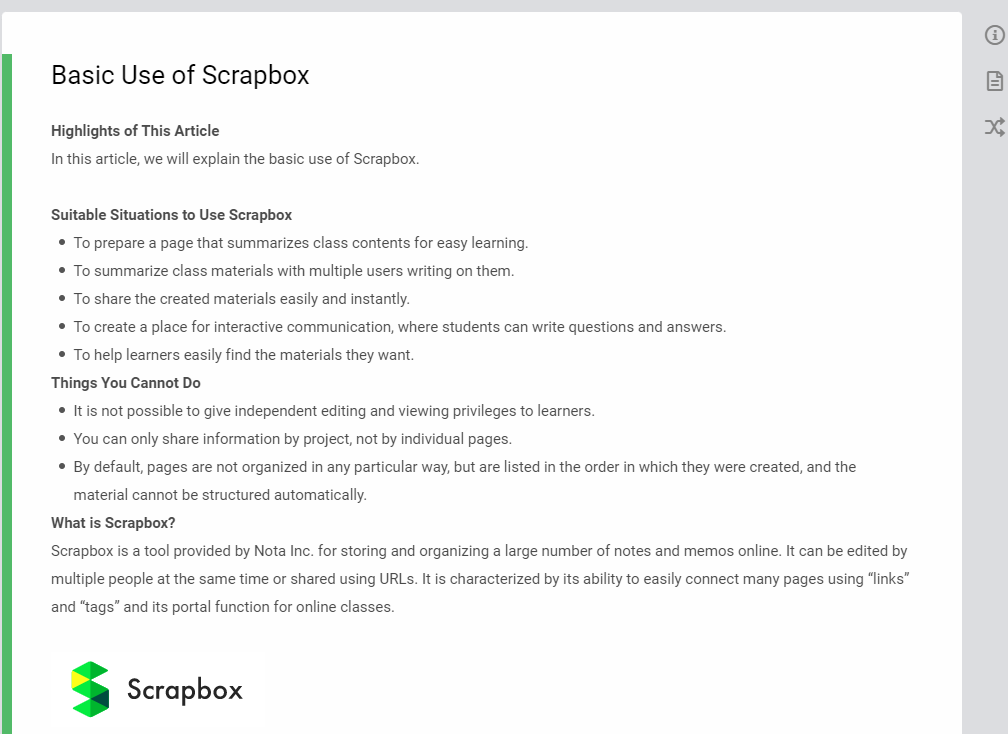 Basic Use of Scrapbox
Highlights of This Article
In this article, we will explain the basic use of Scrapbox.
Suitable Situations to Use Scrapbox
To prepare a page that summarizes class contents for easy learning.
To summarize class materials with multiple users writing on them.
To share the created materials easily and instantly.
To create a place for interactive communication, where students can write questions and answers.
To help learners easily find the materials they want.
Things You Cannot Do
It is not possible to give independent editing and viewing privileges to learners.
You can only share information by project, not by individual pages.
By default, pages are not organized in any particular way, but are listed in the order in which they were created, and the
material cannot be structured automatically.
What is Scrapbox?
Scrapbox is a tool provided by Nota Inc. for storing and organizing a large number of notes and memos online. It can be edited by
multiple people at the same time or shared using URLs. It is characterized by its ability to easily connect many pages using “links”
and “tags” and its portal function for online classes.
Scrapbox